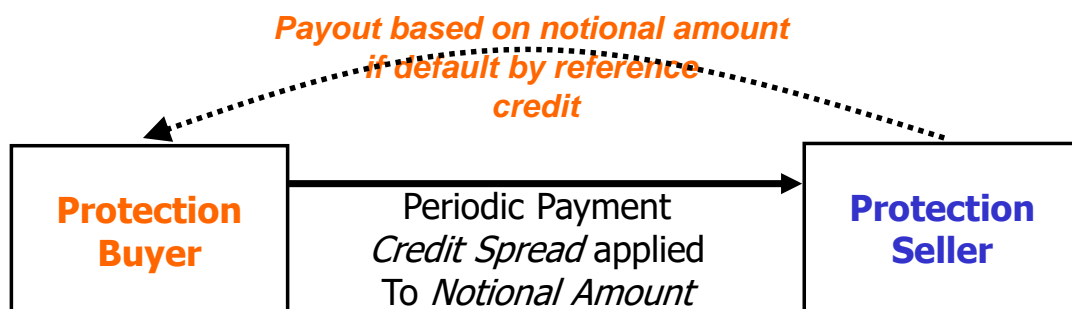 Payout based on notional amount
if default by reference
credit
Protection
Buyer
Periodic Payment
Credit Spread applied
To Notional Amount
Protection
Seller